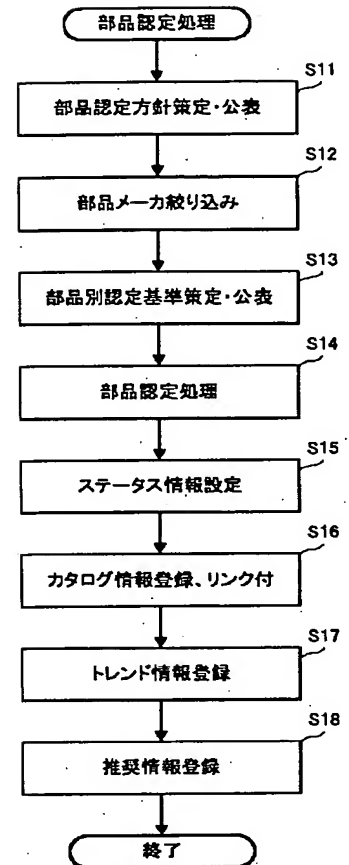 部品認定処理
S11
部品認定方針策定・公表
S12
部品メーカ絞り込み
S13
部品別認定基準策定・公表
S14
部品認定処理
S15
ステータス情報設定
S16
カタログ情報登録、リンク付
S17
トレンド情報登録
S18
推奨情報登録
終了